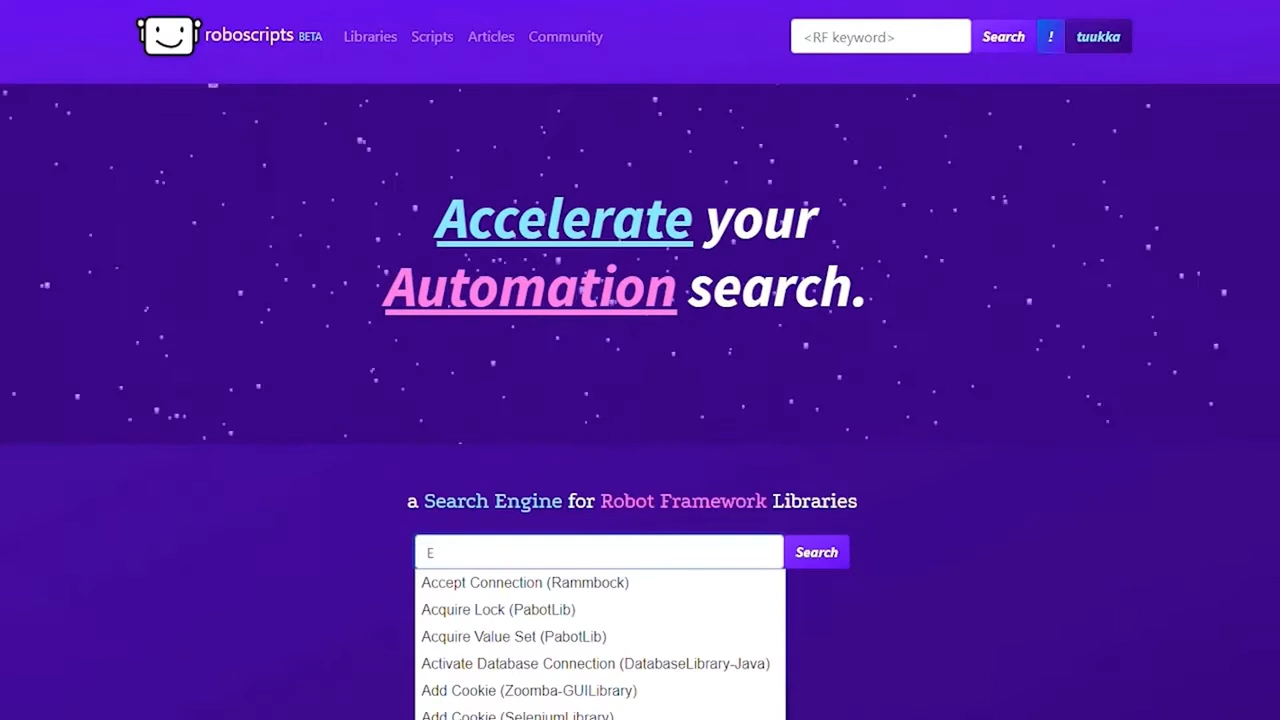 roboscripts BETA Libraries Scripts Articles Community <RF keyword> Search ! tuukka
Accelerate your
Automation search.
a Search Engine for Robot Framework Libraries
E Search
Accept Connection (Rammbock)
Acquire Lock (PabotLib)
Acquire Value Set (PabotLib)
Activate Database Connection (DatabaseLibrary-Java)
Add Cookie (Zoomba-GUILibrary)
Add Cookie (SeleniumLibrary)